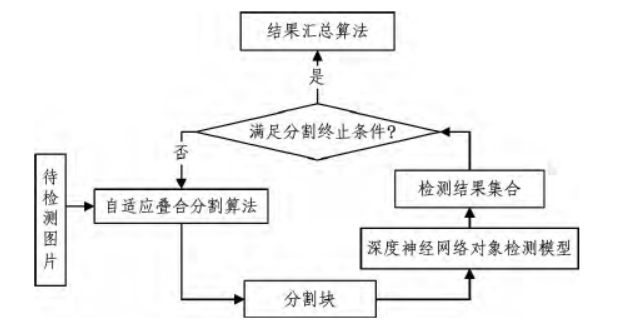 结果汇总算法
是
满足分割终止条件?
否
待检测图片
自适应叠合分割算法
检测结果集合
深度神经网络对象检测模型
分割块